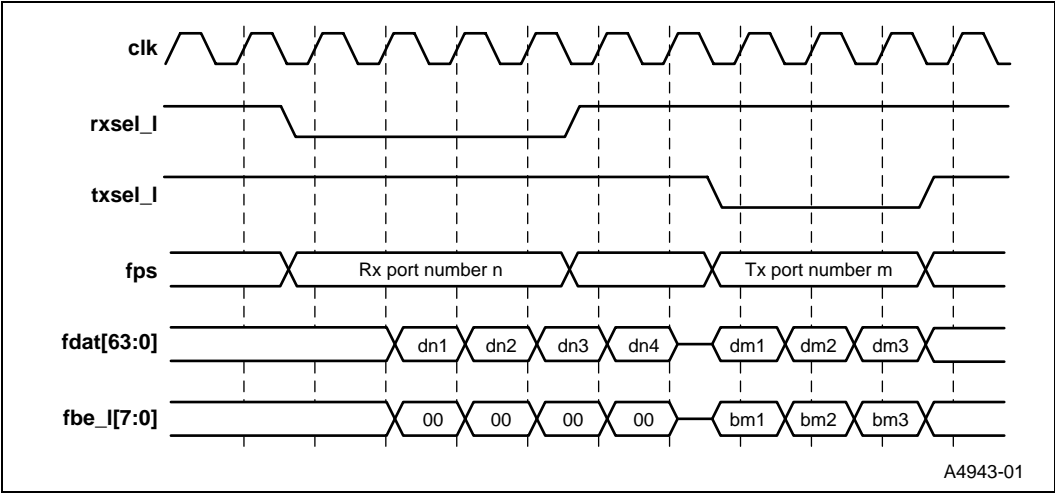 clk
rxsel_l
txsel_l
fps Rx port number n Tx port number m
fdat[63:0] dn1 dn2 dn3 dn4 dm1 dm2 dm3
fbe_l[7:0] 00 00 00 00 bm1 bm2 bm3
A4943-01